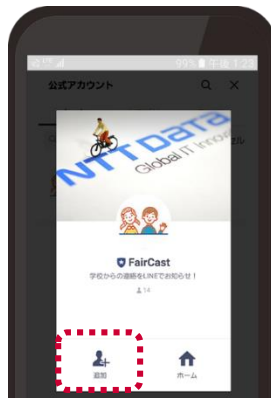 99% 午後 1:23
公式アカウント
NTT DATA
Global IT Innov
FairCast
学校からの連絡をLINEでお知らせ！
14
追加
ホーム